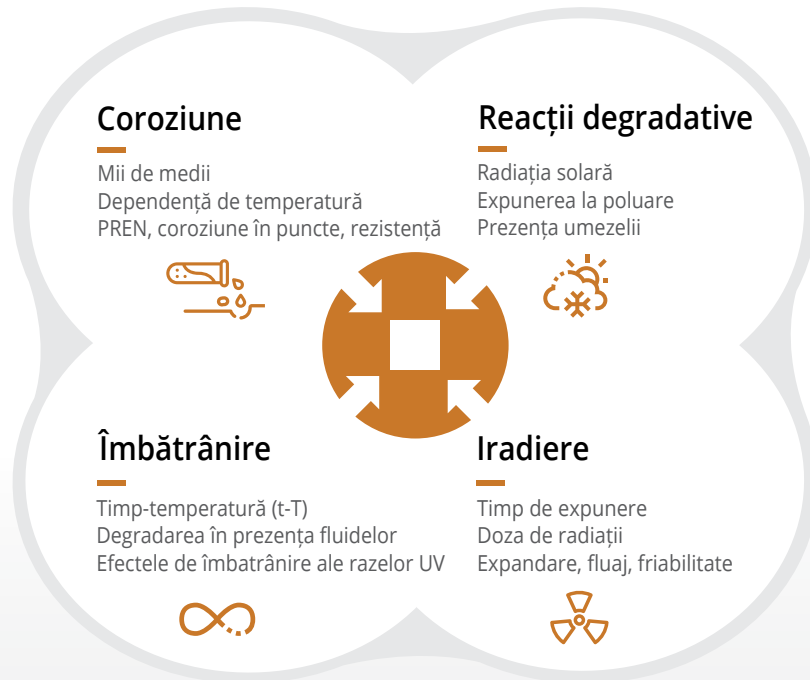 Coroziune
Mii de medii
Dependență de temperatură
PREN, coroziune în puncte, rezistență
Reacții degradative
Radiația solară
Expunerea la poluare
Prezența umezelii
Îmbătrânire
Timp-temperatură (t-T)
Degradarea în prezența fluidelor
Efectele de îmbatrânire ale razelor UV
Iradiere
Timp de expunere
Doza de radiații
Expandare, fluaj, friabilitate